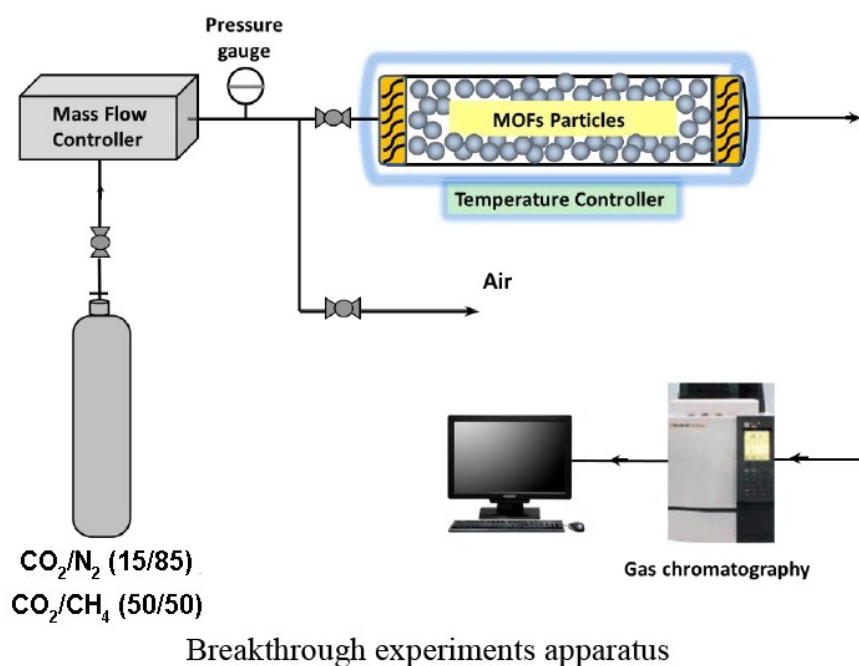 Pressure
gauge
Mass Flow
Controller
MOFs Particles
Temperature Controller
Air
CO₂/N₂ (15/85)
CO₂/CH₄ (50/50)
Gas chromatography
Breakthrough experiments apparatus